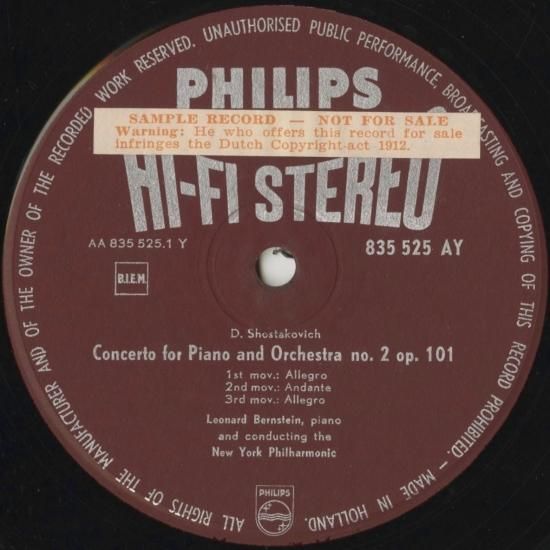 ALL RIGHTS OF THE MANUFACTURER AND OF THE OWNER OF THE RECORDED WORK RESERVED. UNAUTHORISED PUBLIC PERFORMANCE, BROADCASTING AND COPYING OF THIS RECORD PROHIBITED. – MADE IN HOLLAND.
PHILIPS
SAMPLE RECORD — NOT FOR SALE
Warning: He who offers this record for sale
infringes the Dutch Copyright-act 1912.
HI-FI STEREO
AA 835 525.1 Y
835 525 AY
B.I.E.M.
D. Shostakovich
Concerto for Piano and Orchestra no. 2 op. 101
1st mov.: Allegro
2nd mov.: Andante
3rd mov.: Allegro
Leonard Bernstein, piano
and conducting the
New York Philharmonic
PHILIPS